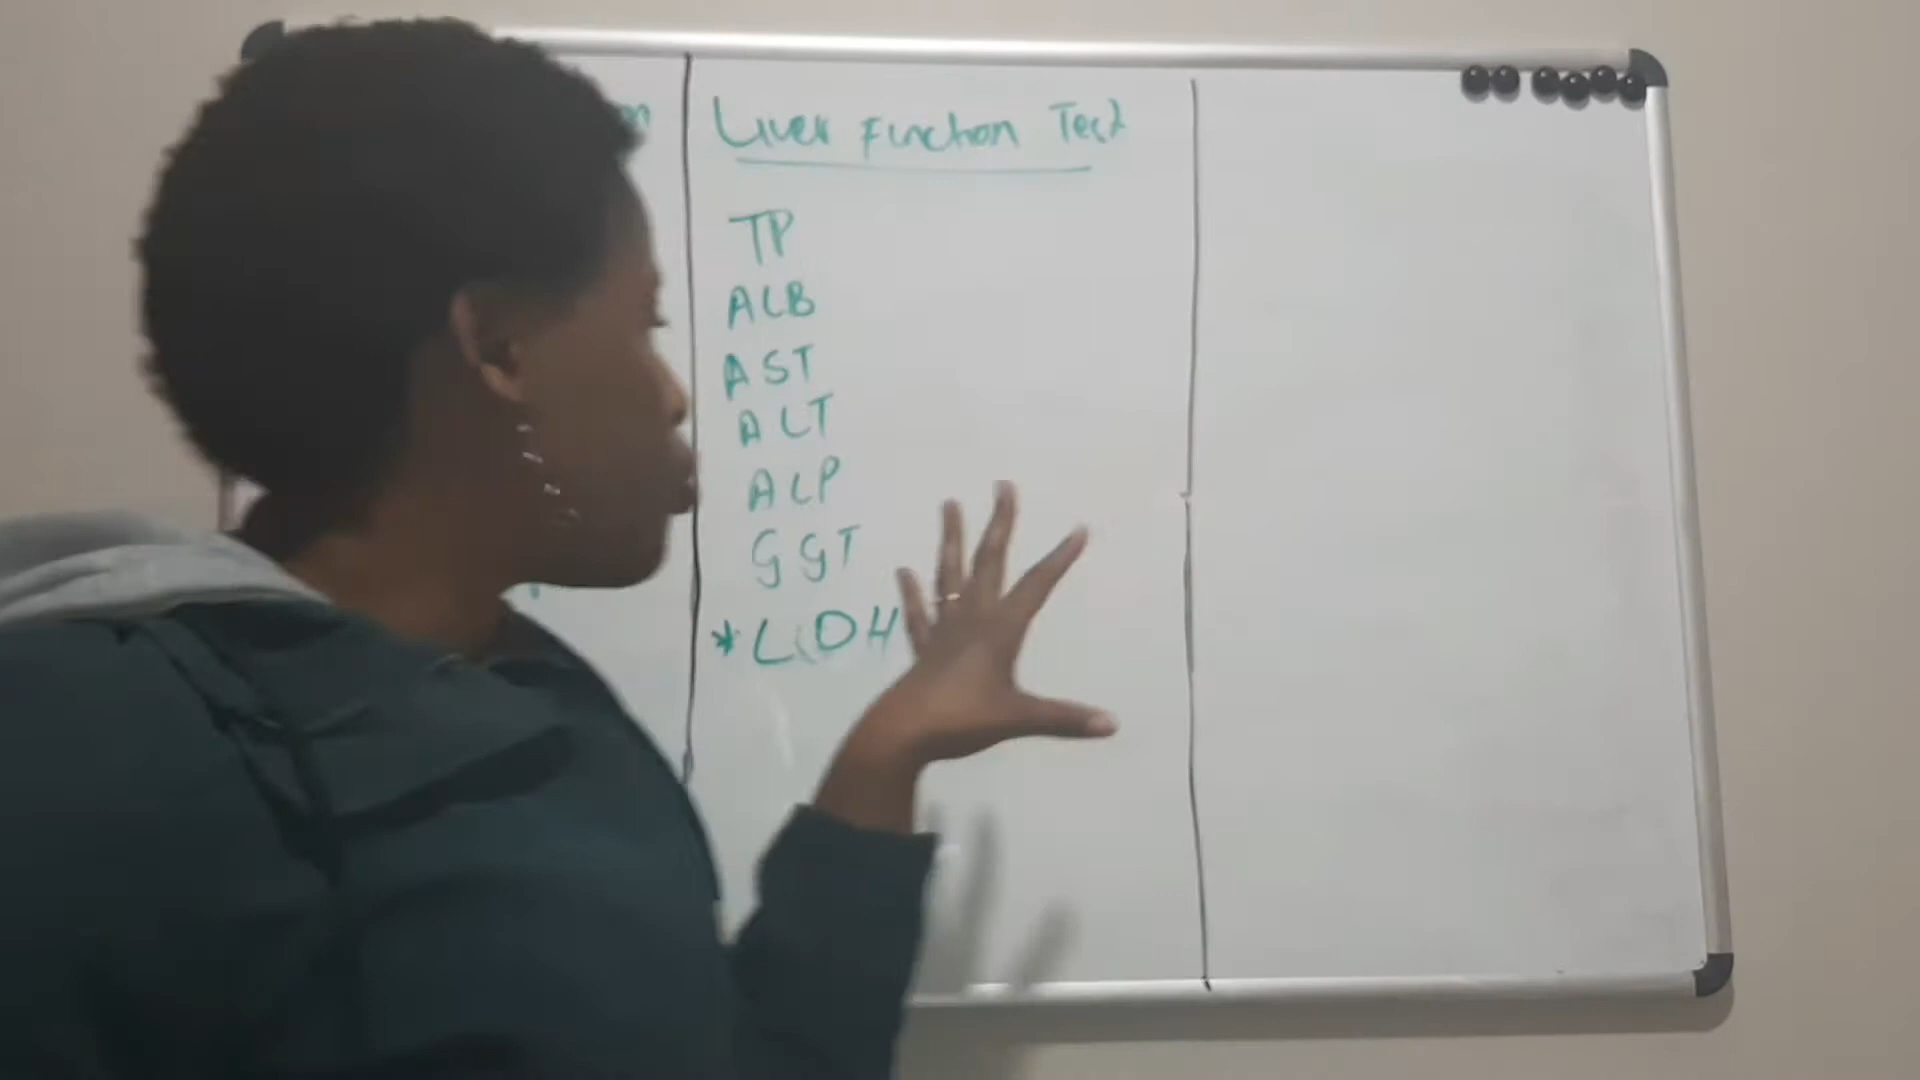 Liver Function Test
TP
ALB
AST
ALT
ALP
GGT
*LDH